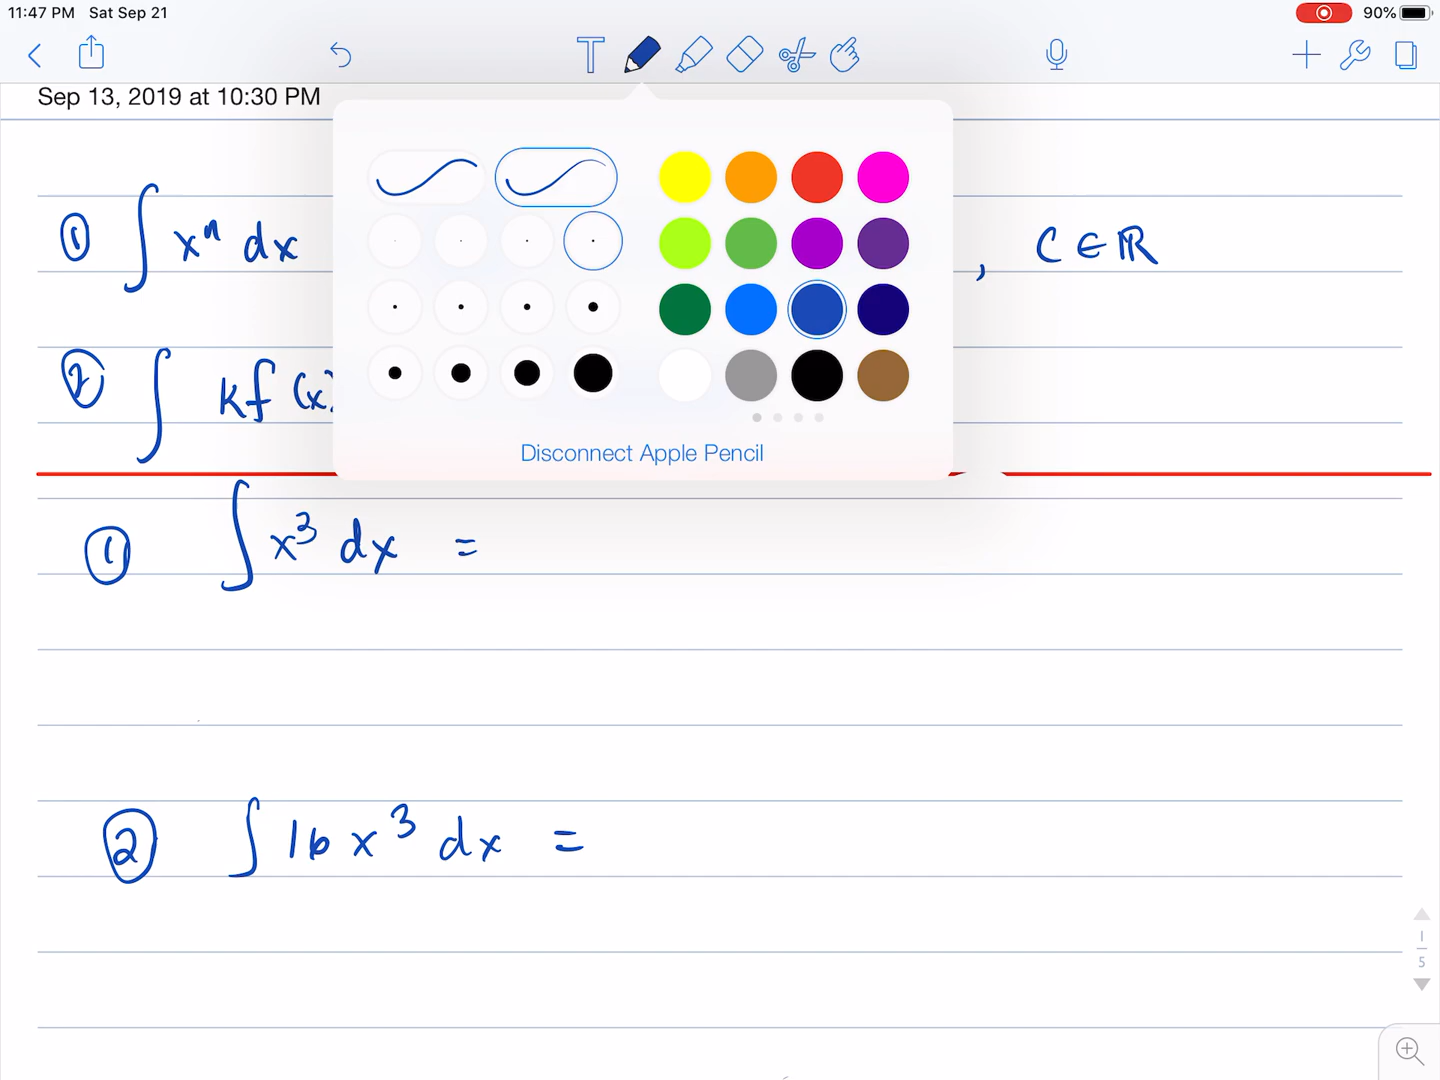 11:47 PM Sat Sep 21 90%
T
Sep 13, 2019 at 10:30 PM
① ∫ xⁿ dx , C ∈ ℝ
② ∫ kf(x)
Disconnect Apple Pencil
① ∫ x³ dx =
② ∫ 16 x³ dx =
1
5